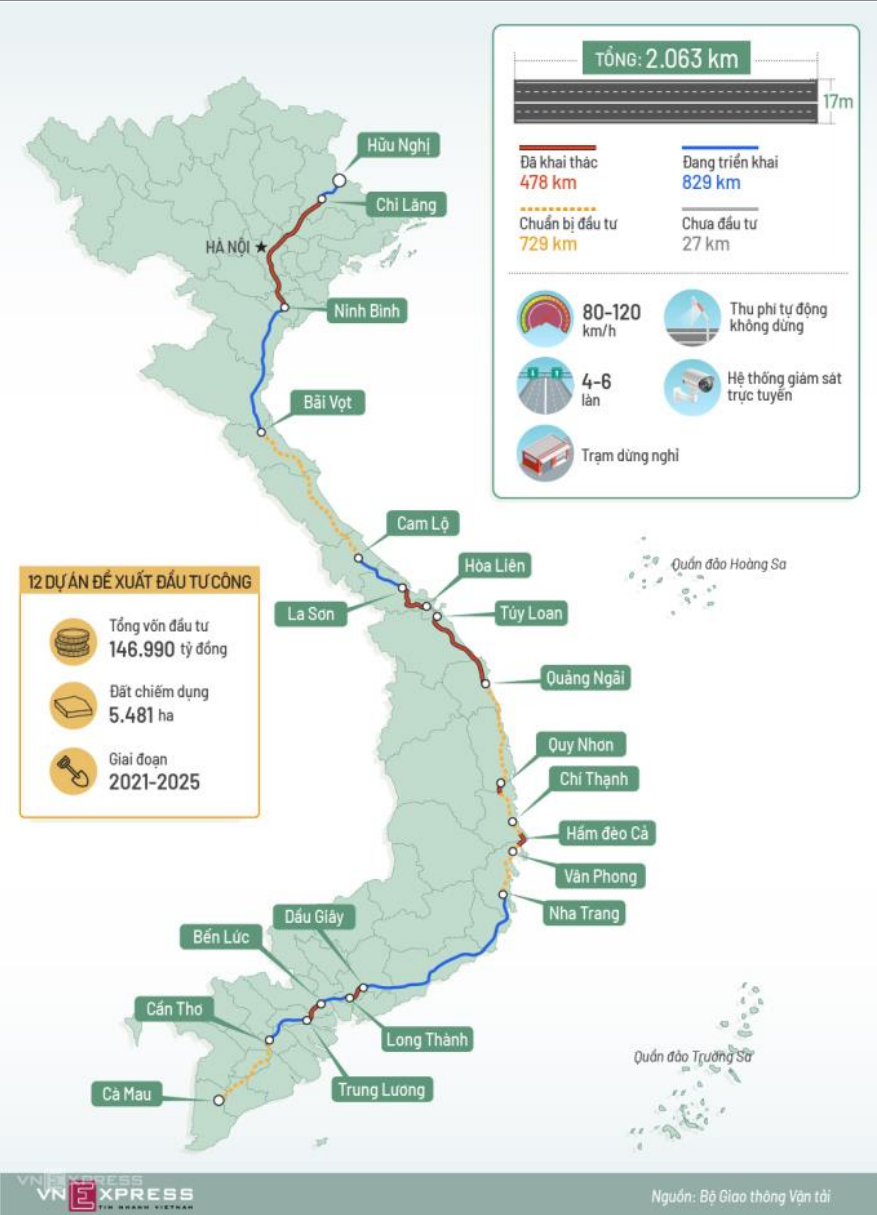 TỔNG: 2.063 km
17m
Đã khai thác
478 km
Đang triển khai
829 km
Chuẩn bị đầu tư
729 km
Chưa đầu tư
27 km
80-120
km/h
Thu phí tự động
không dừng
4-6
làn
Hệ thống giám sát
trực tuyến
Trạm dừng nghỉ
Hữu Nghị
Chi Lăng
HÀ NỘI
Ninh Bình
Bãi Vọt
Cam Lộ
Hòa Liên
La Sơn
Túy Loan
Quần đảo Hoàng Sa
12 DỰ ÁN ĐỀ XUẤT ĐẦU TƯ CÔNG
Tổng vốn đầu tư
146.990 tỷ đồng
Đất chiếm dụng
5.481 ha
Giai đoạn
2021-2025
Quảng Ngãi
Quy Nhơn
Chí Thạnh
Hầm đèo Cả
Vân Phong
Nha Trang
Dầu Giây
Bến Lức
Cần Thơ
Long Thành
Trung Lương
Cà Mau
Quần đảo Trường Sa
VNEXPRESS
VNEXPRESS
TIN NHANH VIETNAM
Nguồn: Bộ Giao thông Vận tải